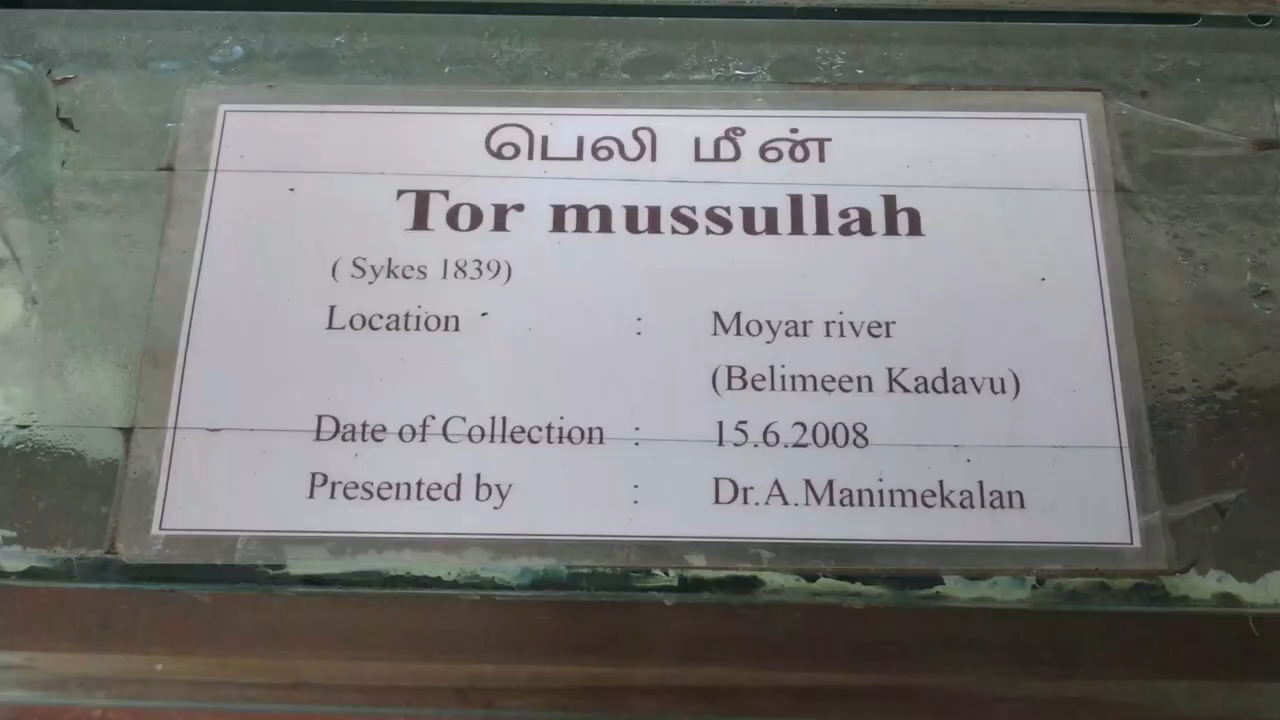 பெலி மீன்
Tor mussullah
( Sykes 1839)
Location : Moyar river
(Belimeen Kadavu)
Date of Collection : 15.6.2008
Presented by : Dr.A.Manimekalan